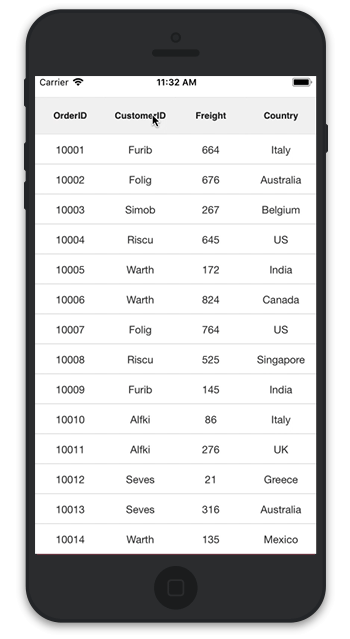 Carrier 11:32 AM
OrderID CustomerID Freight Country
10001 Furib 664 Italy
10002 Folig 676 Australia
10003 Simob 267 Belgium
10004 Riscu 645 US
10005 Warth 172 India
10006 Warth 824 Canada
10007 Folig 764 US
10008 Riscu 525 Singapore
10009 Furib 145 India
10010 Alfki 86 Italy
10011 Alfki 276 UK
10012 Seves 21 Greece
10013 Seves 316 Australia
10014 Warth 135 Mexico